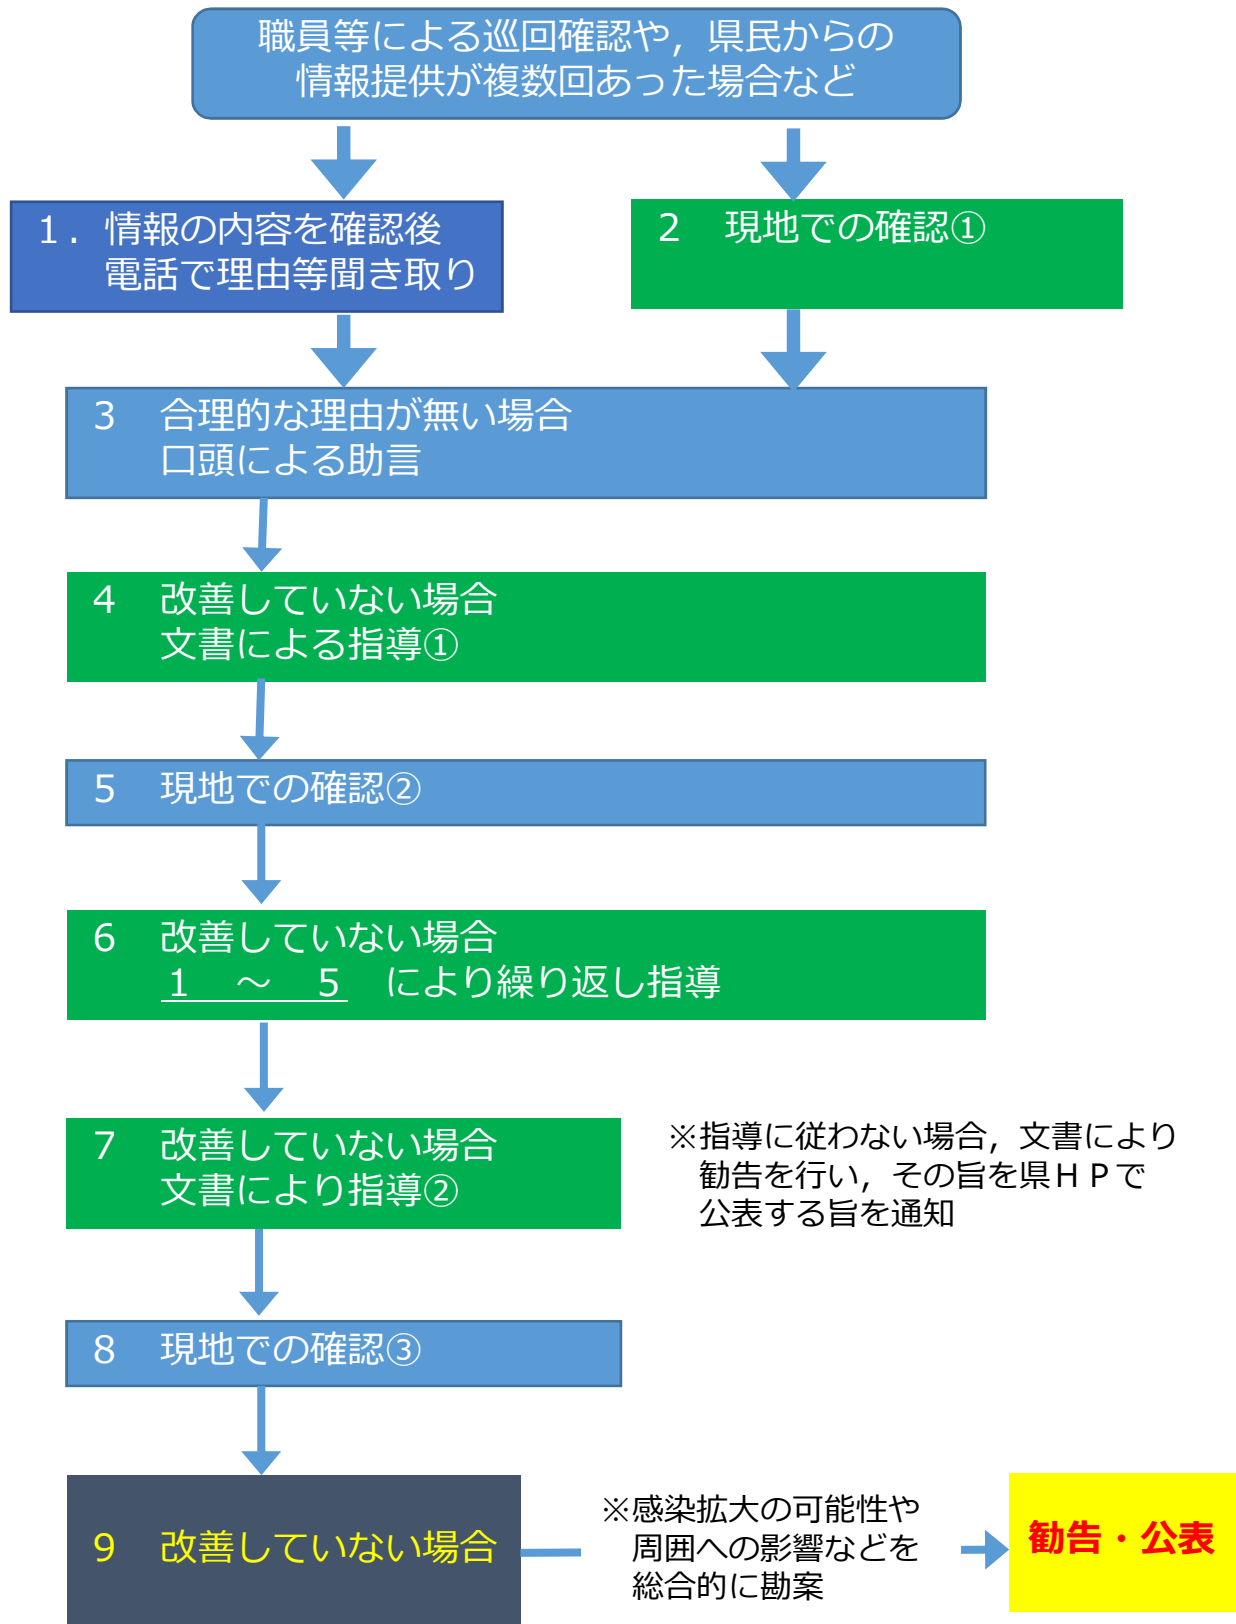 職員等による巡回確認や，県民からの
情報提供が複数回あった場合など
１．情報の内容を確認後
電話で理由等聞き取り
２　現地での確認①
３　合理的な理由が無い場合
口頭による助言
４　改善していない場合
文書による指導①
５　現地での確認②
６　改善していない場合
１　～　５　により繰り返し指導
７　改善していない場合
文書により指導②
※指導に従わない場合，文書により
勧告を行い，その旨を県ＨＰで
公表する旨を通知
８　現地での確認③
９　改善していない場合
※感染拡大の可能性や
周囲への影響などを
総合的に勘案
勧告・公表